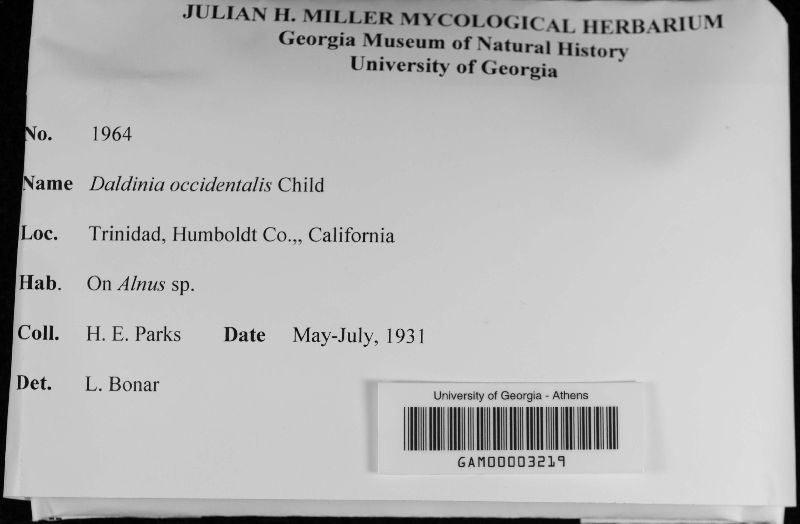 JULIAN H. MILLER MYCOLOGICAL HERBARIUM
Georgia Museum of Natural History
University of Georgia
No. 1964
Name Daldinia occidentalis Child
Loc. Trinidad, Humboldt Co.,, California
Hab. On Alnus sp.
Coll. H. E. Parks Date May-July, 1931
Det. L. Bonar
University of Georgia - Athens
GAM00003219